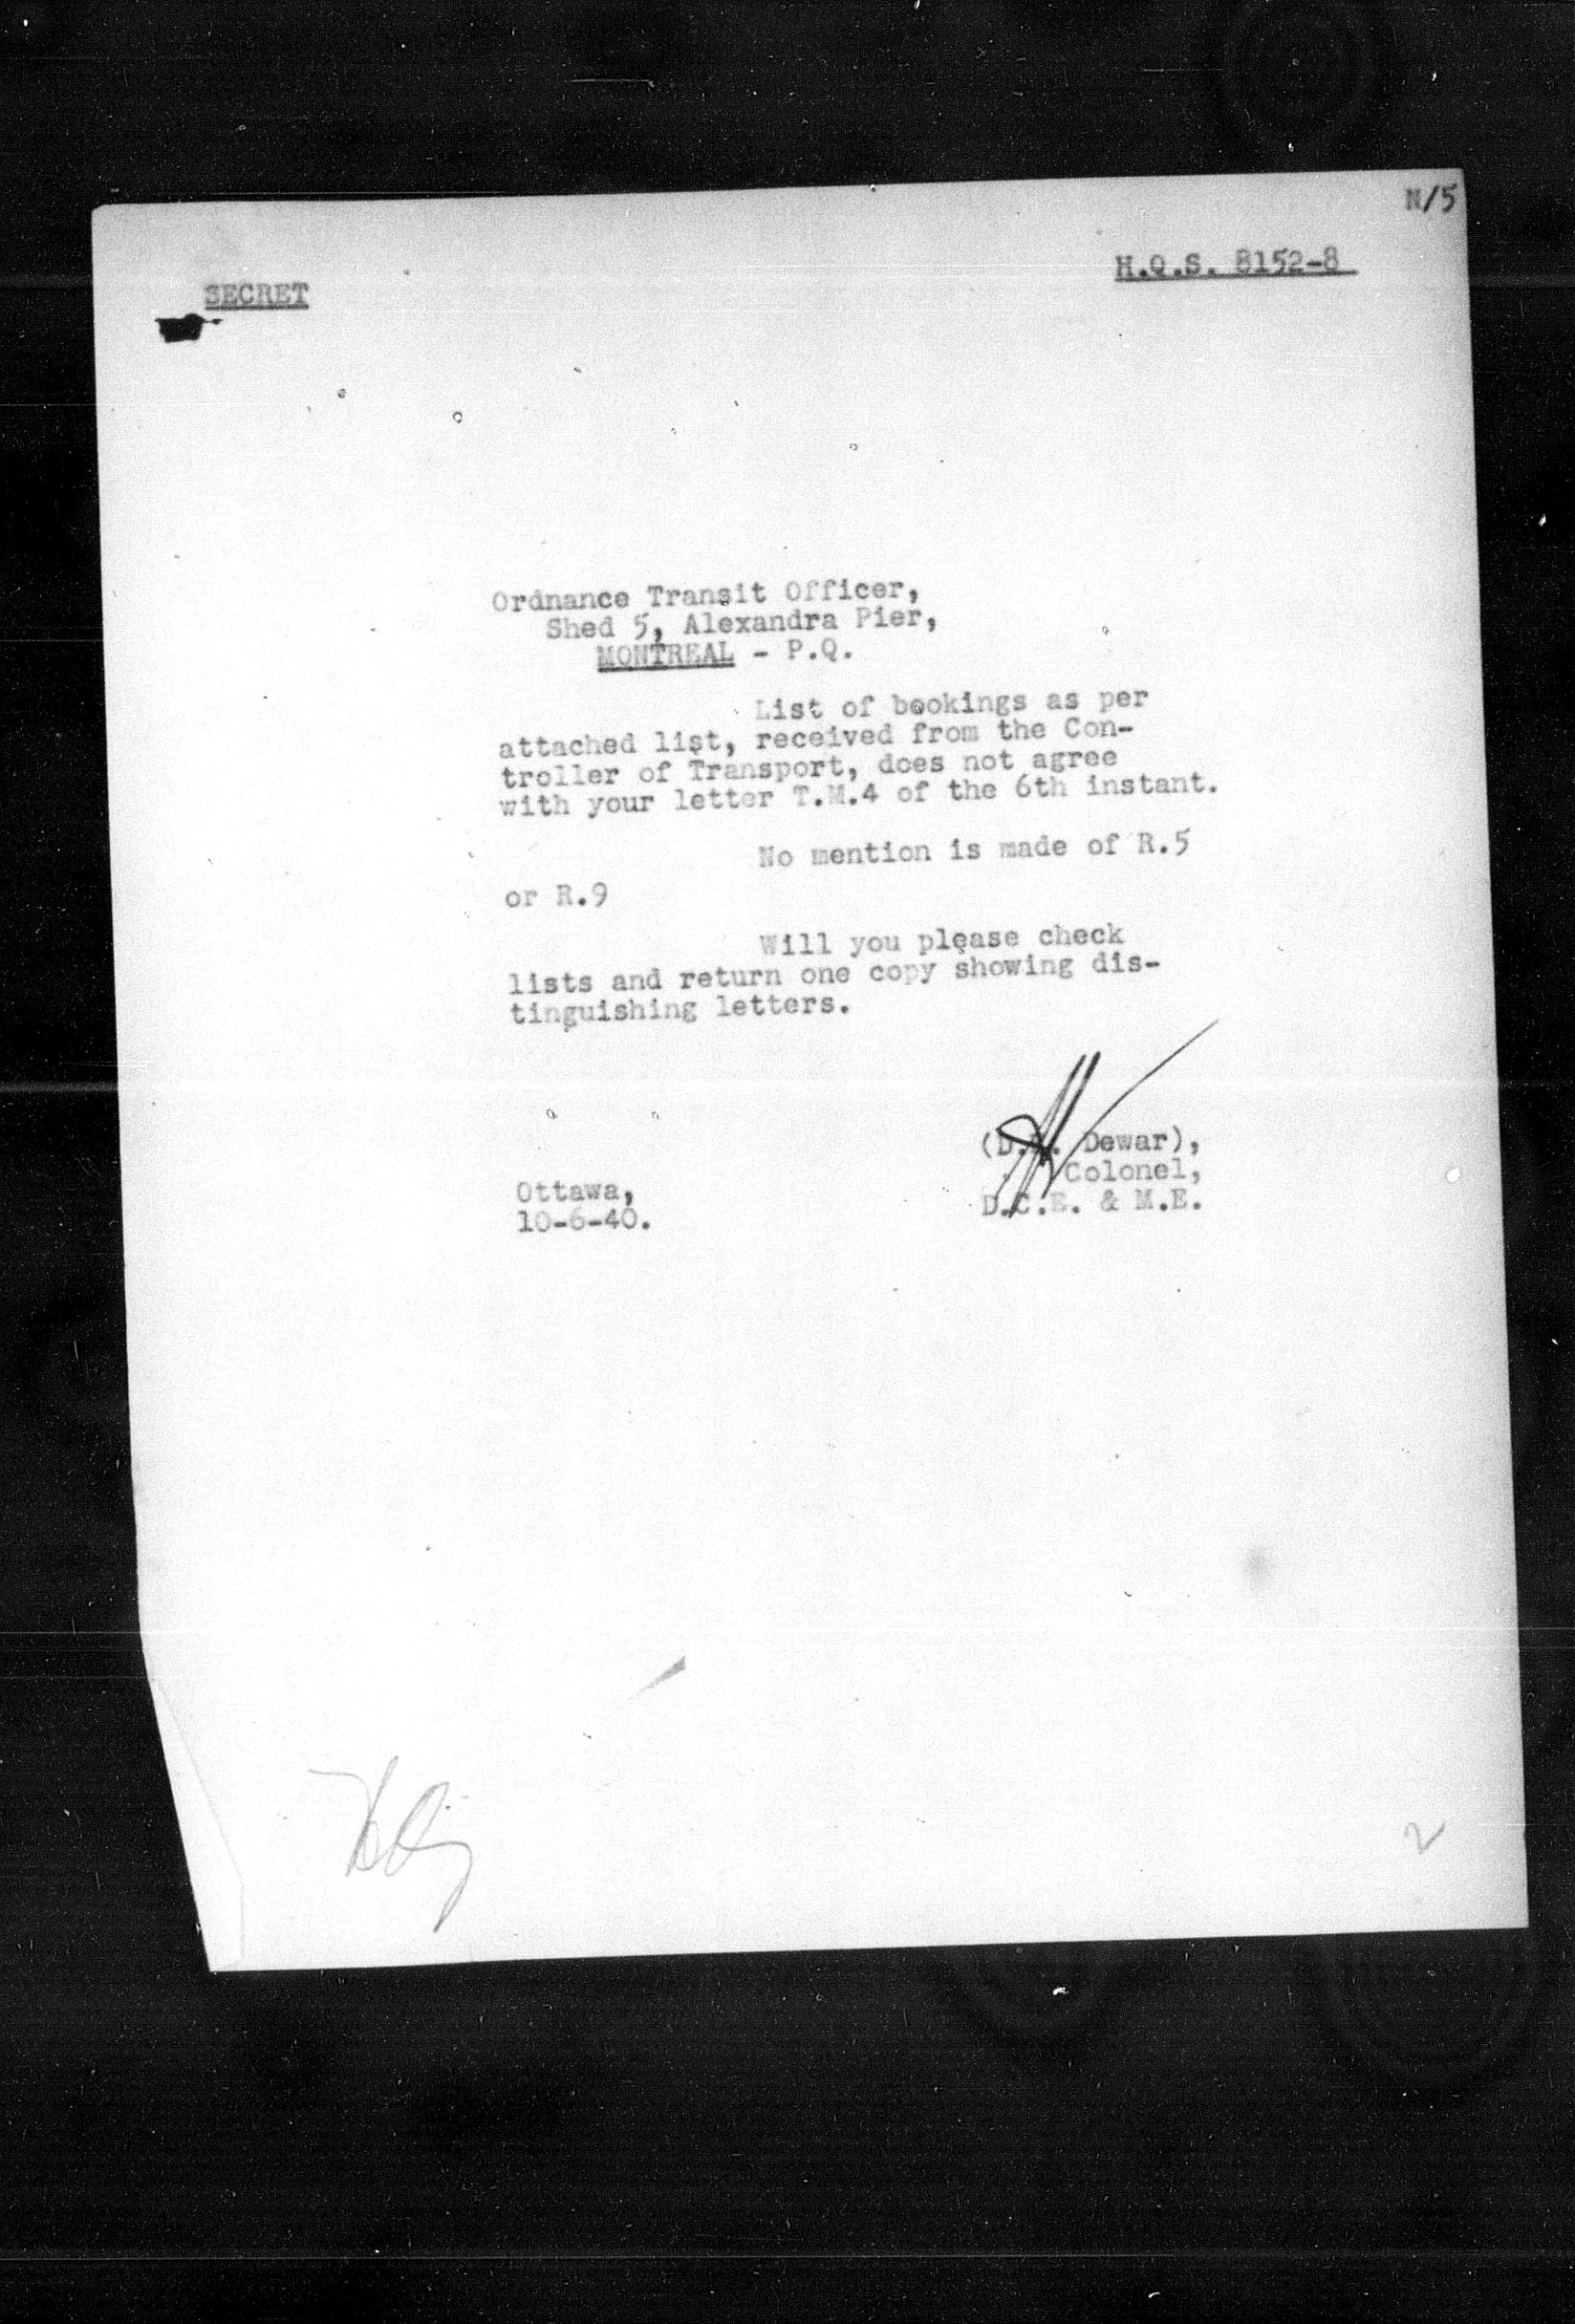 N/5
H.Q.S. 8152-8
SECRET
Ordnance Transit Officer,
Shed 5, Alexandra Pier,
MONTREAL - P.Q.
List of bookings as per
attached list, received from the Con-
troller of Transport, does not agree
with your letter T.M.4 of the 6th instant.
No mention is made of R.5
or R.9
Will you please check
lists and return one copy showing dis-
tinguishing letters.
(D. Dewar),
Colonel,
D.C.E. & M.E.
Ottawa,
10-6-40.
2